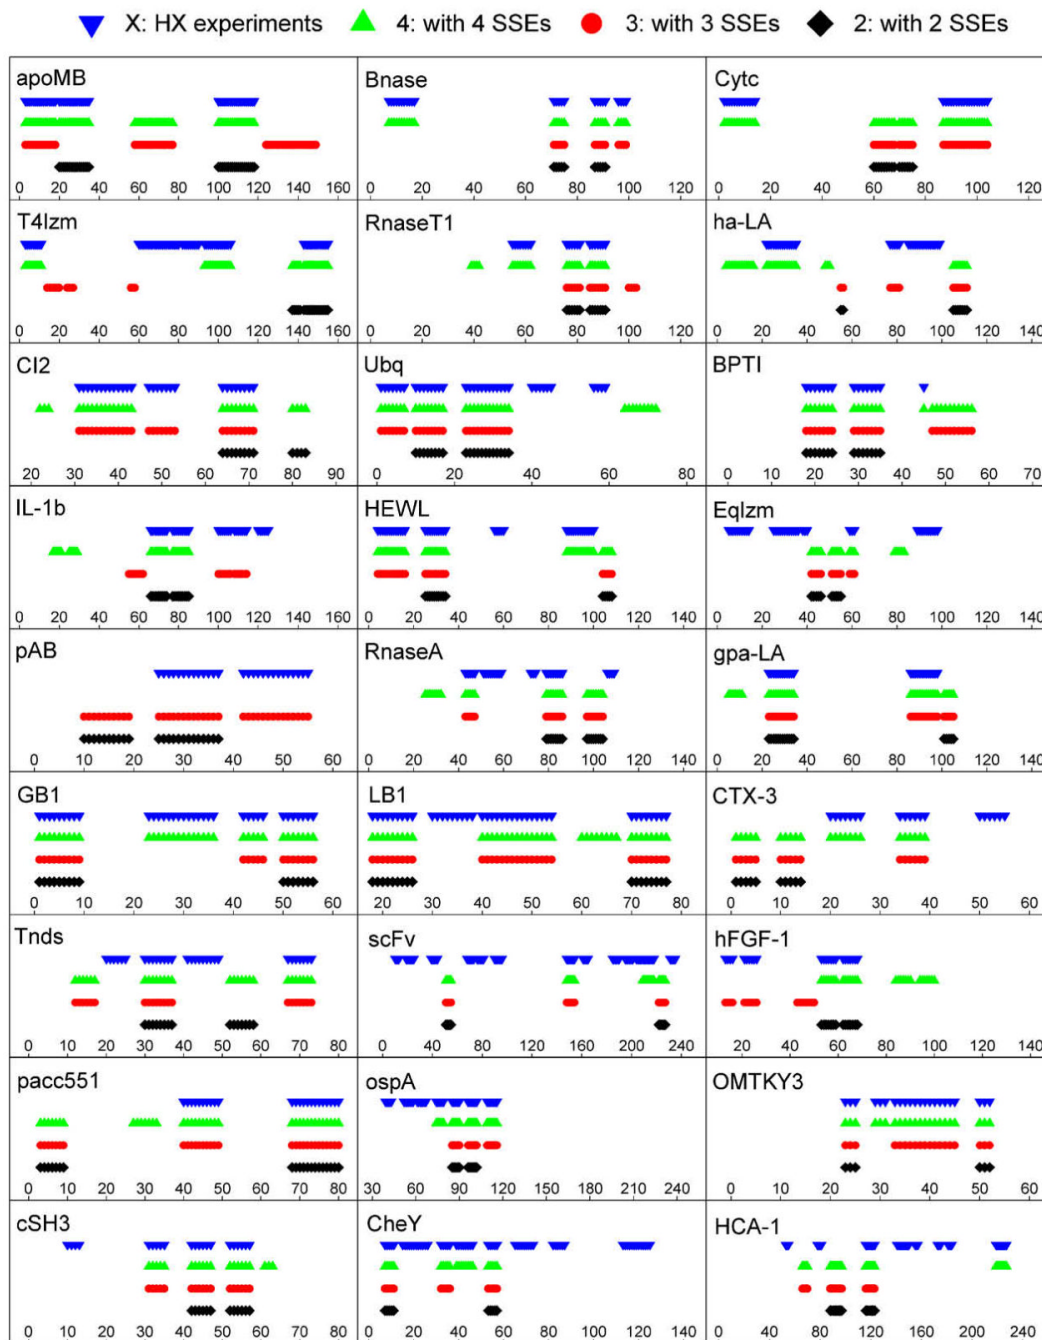 X: HX experiments 4: with 4 SSEs 3: with 3 SSEs 2: with 2 SSEs
apoMB Bnase Cytc
0 20 40 60 80 100 120 140 160 0 20 40 60 80 100 120 0 20 40 60 80 100 120
T4lzm RnaseT1 ha-LA
0 20 40 60 80 100 120 140 160 0 20 40 60 80 100 120 0 20 40 60 80 100 120 140
CI2 Ubq BPTI
20 30 40 50 60 70 80 90 0 20 40 60 80 0 10 20 30 40 50 60 70
IL-1b HEWL Eqlzm
0 20 40 60 80 100 120 140 160 0 20 40 60 80 100 120 140 0 20 40 60 80 100 120 140
pAB RnaseA gpa-LA
0 10 20 30 40 50 60 0 20 40 60 80 100 120 140 0 20 40 60 80 100 120 140
GB1 LB1 CTX-3
0 10 20 30 40 50 60 20 30 40 50 60 70 80 0 10 20 30 40 50 60
Tnds scFv hFGF-1
0 10 20 30 40 50 60 70 80 0 40 80 120 160 200 240 20 40 60 80 100 120 140
pacc551 ospA OMTKY3
0 10 20 30 40 50 60 70 80 30 60 90 120 150 180 210 240 0 10 20 30 40 50 60
cSH3 CheY HCA-1
0 10 20 30 40 50 60 70 80 0 20 40 60 80 100 120 140 0 40 80 120 160 200 240